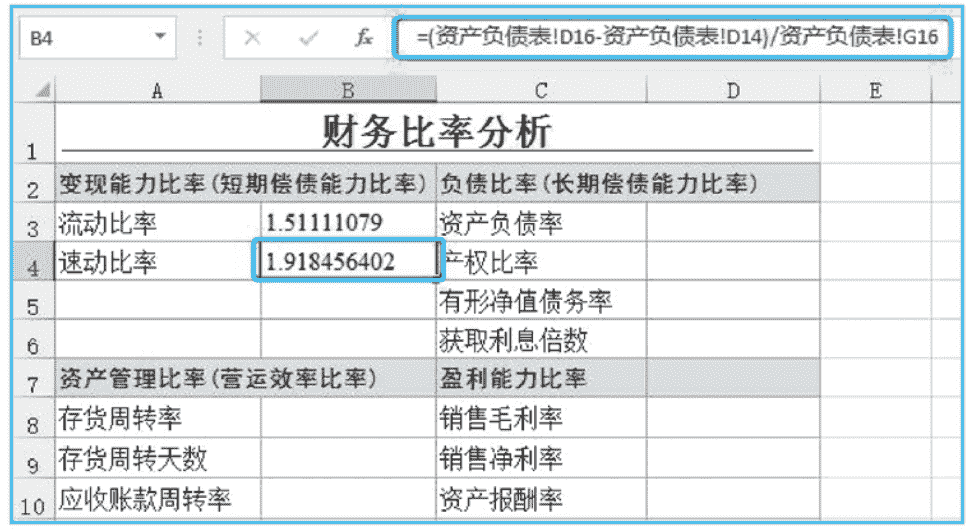 B4 fx =(资产负债表!D16-资产负债表!D14)/资产负债表!G16
A B C D E
1 财务比率分析
2 变现能力比率(短期偿债能力比率) 负债比率(长期偿债能力比率)
3 流动比率 1.51111079 资产负债率
4 速动比率 1.918456402 产权比率
5 有形净值债务率
6 获取利息倍数
7 资产管理比率(营运效率比率) 盈利能力比率
8 存货周转率 销售毛利率
9 存货周转天数 销售净利率
10 应收账款周转率 资产报酬率